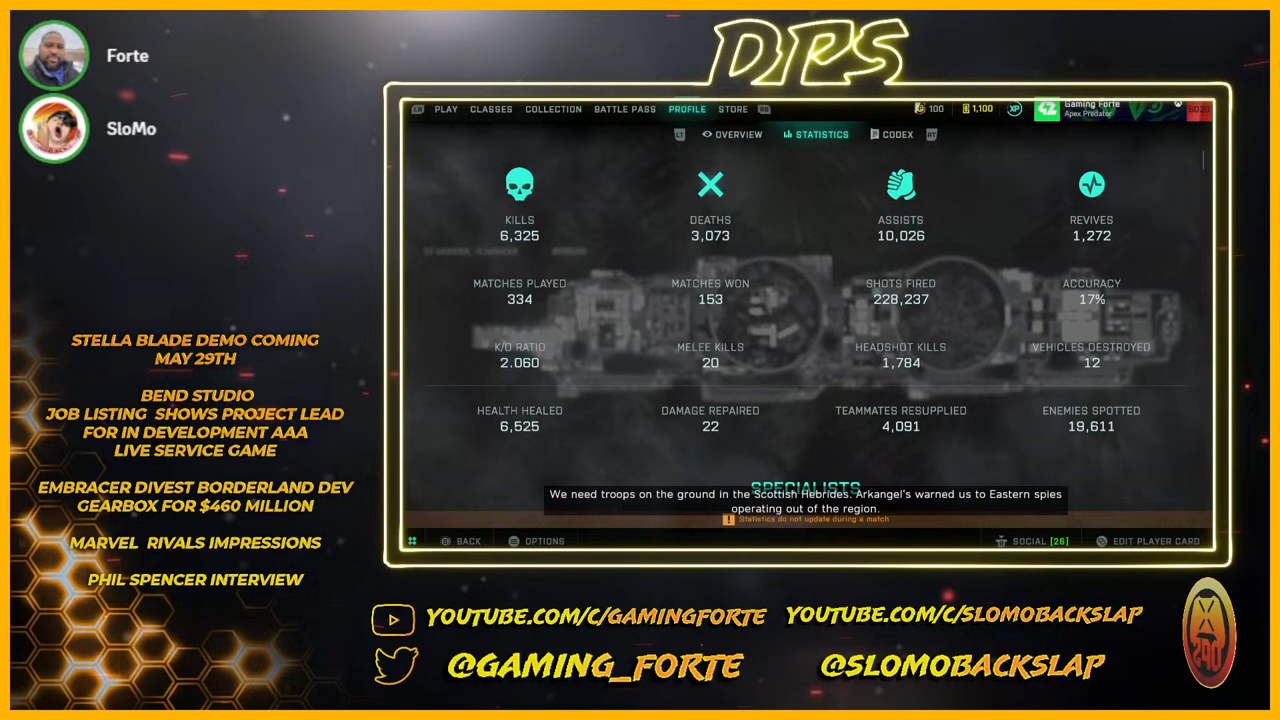 Forte
SloMo
STELLA BLADE DEMO COMING
MAY 29TH
BEND STUDIO
JOB LISTING SHOWS PROJECT LEAD
FOR IN DEVELOPMENT AAA
LIVE SERVICE GAME
EMBRACER DIVEST BORDERLAND DEV
GEARBOX FOR $460 MILLION
MARVEL RIVALS IMPRESSIONS
PHIL SPENCER INTERVIEW
DPS
LB PLAY CLASSES COLLECTION BATTLE PASS PROFILE STORE RB 100 1,100 XP Gaming Forte
Apex Predator
LT OVERVIEW STATISTICS CODEX RT
KILLS DEATHS ASSISTS REVIVES
6,325 3,073 10,026 1,272
MATCHES PLAYED MATCHES WON SHOTS FIRED ACCURACY
334 153 228,237 17%
K/D RATIO MELEE KILLS HEADSHOT KILLS VEHICLES DESTROYED
2.060 20 1,784 12
HEALTH HEALED DAMAGE REPAIRED TEAMMATES RESUPPLIED ENEMIES SPOTTED
6,525 22 4,091 19,611
SPECIALISTS
We need troops on the ground in the Scottish Hebrides. Arkangel's warned us to Eastern spies
operating out of the region.
Statistics do not update during a match
BACK OPTIONS SOCIAL [26] EDIT PLAYER CARD
YOUTUBE.COM/C/GAMINGFORTE YOUTUBE.COM/C/SLOMOBACKSLAP
@GAMING_FORTE @SLOMOBACKSLAP